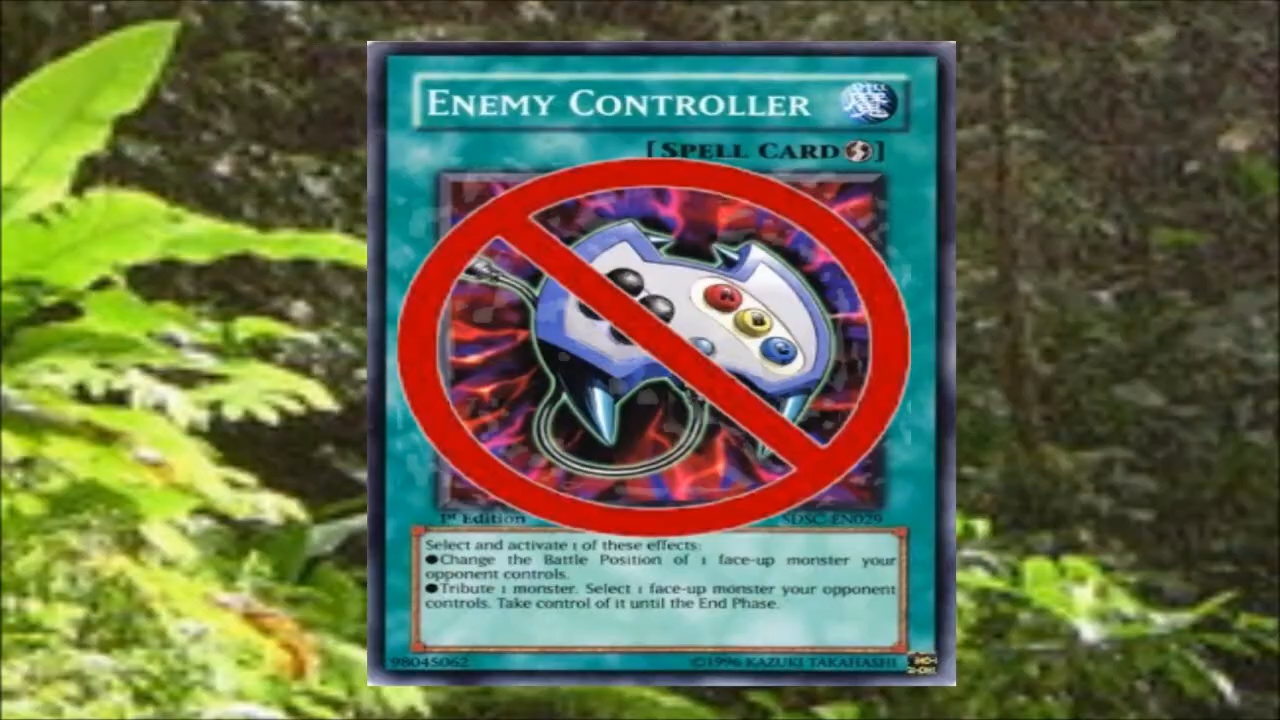 ENEMY CONTROLLER
[SPELL CARD]
1st Edition
SDSC-EN029
Select and activate 1 of these effects:
●Change the Battle Position of 1 face-up monster your
opponent controls.
●Tribute 1 monster. Select 1 face-up monster your opponent
controls. Take control of it until the End Phase.
98045062
©1996 KAZUKI TAKAHASHI